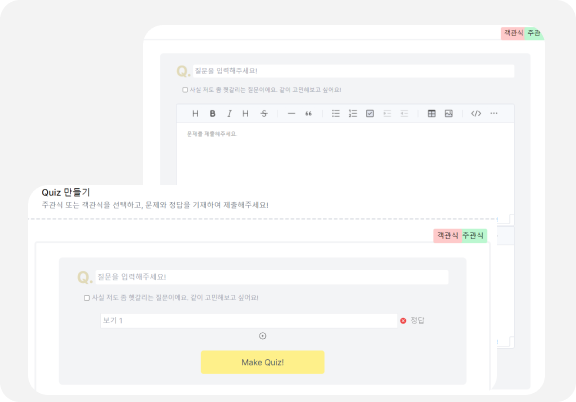 객관식 주관
Q. 질문을 입력해주세요!
사실 저도 좀 헷갈리는 질문이에요. 같이 고민해보고 싶어요!
H B I H S
문제를 제출해주세요.
Quiz 만들기
주관식 또는 객관식을 선택하고, 문제와 정답을 기재하여 제출해주세요!
객관식 주관식
Q. 질문을 입력해주세요!
사실 저도 좀 헷갈리는 질문이에요. 같이 고민해보고 싶어요!
보기 1 정답
Make Quiz!